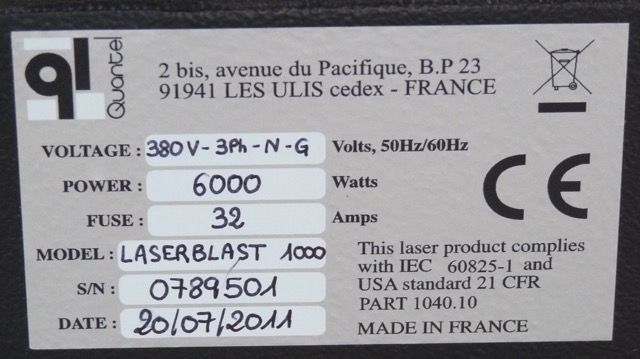 ql Quantel
2 bis, avenue du Pacifique, B.P 23
91941 LES ULIS cedex - FRANCE
VOLTAGE : 380V-3Ph-N-G Volts, 50Hz/60Hz
POWER : 6000 Watts
FUSE : 32 Amps
MODEL : LASERBLAST 1000
S/N : 0789501
DATE : 20/07/2011
CE
This laser product complies
with IEC 60825-1 and
USA standard 21 CFR
PART 1040.10
MADE IN FRANCE